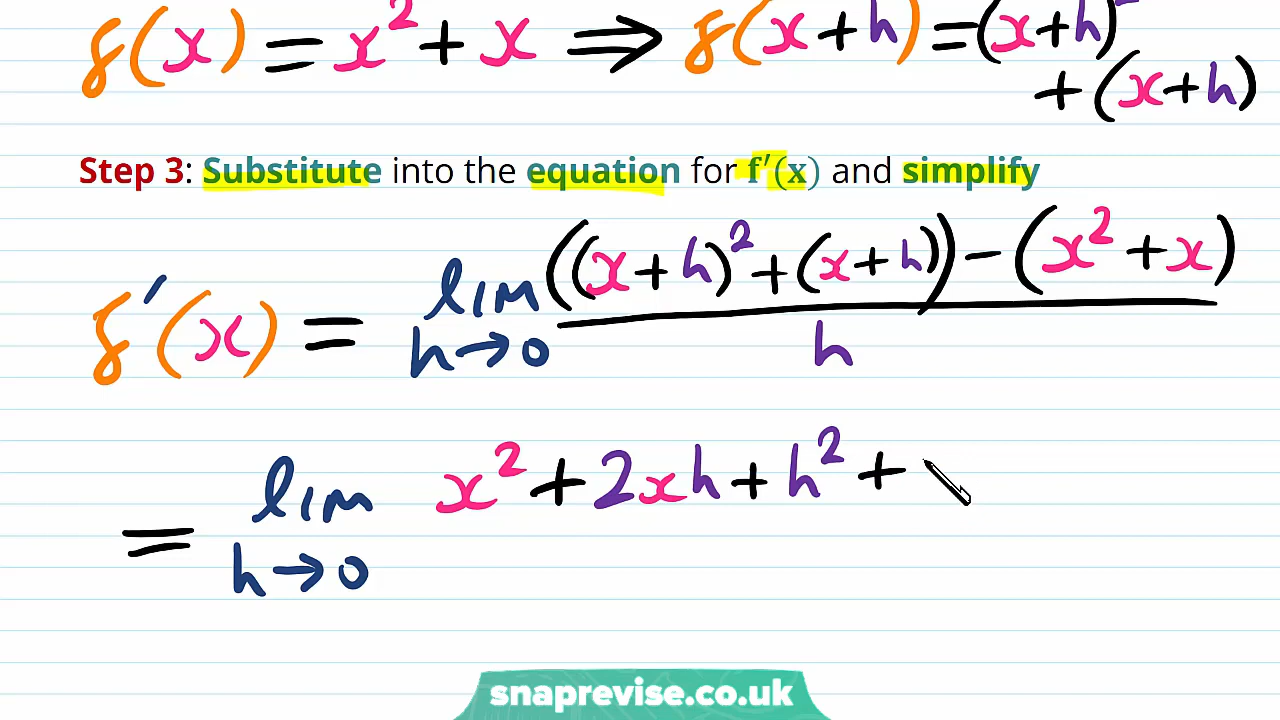 f(x) = x² + x ⇒ f(x+h) = (x+h)²
+ (x+h)
Step 3: Substitute into the equation for f′(x) and simplify
f′(x) = lim h→0 ((x+h)² + (x+h)) − (x² + x) / h
= lim h→0 x² + 2xh + h² +
snaprevise.co.uk